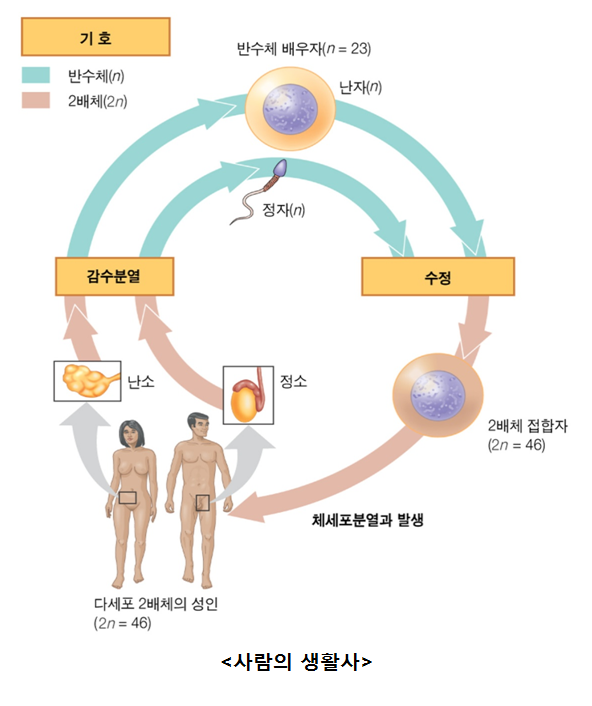 기 호
반수체(n)
2배체(2n)
반수체 배우자(n = 23)
난자(n)
정자(n)
감수분열
수정
난소
정소
2배체 접합자
(2n = 46)
체세포분열과 발생
다세포 2배체의 성인
(2n = 46)
<사람의 생활사>